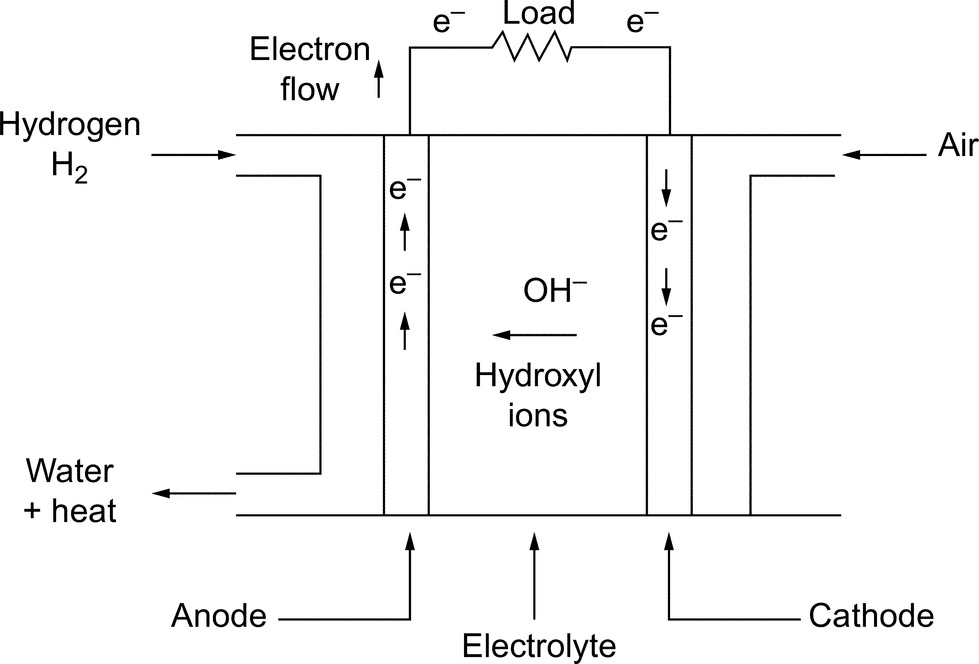 e⁻ Load e⁻
Electron
flow
Hydrogen
H₂
Air
e⁻
e⁻
OH⁻
Hydroxyl
ions
e⁻
e⁻
Water
+ heat
Anode
Electrolyte
Cathode